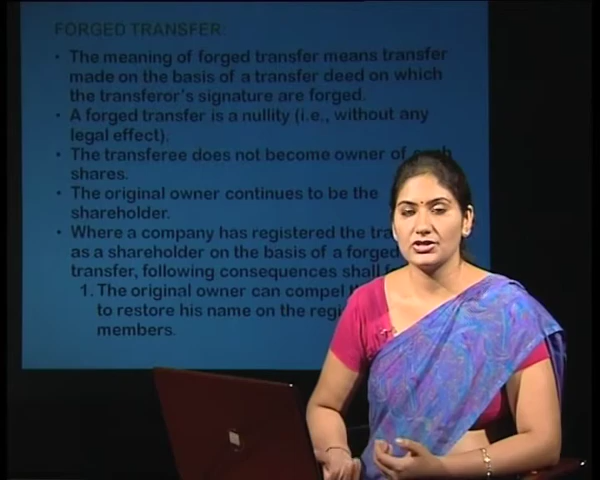 FORGED TRANSFER:
• The meaning of forged transfer means transfer
made on the basis of a transfer deed on which
the transferor's signature are forged.
• A forged transfer is a nullity (i.e., without any
legal effect).
• The transferee does not become owner of
shares.
• The original owner continues to be the
shareholder.
• Where a company has registered the
as a shareholder on the basis of a forged
transfer, following consequences shall
1. The original owner can compel
to restore his name on the
members.